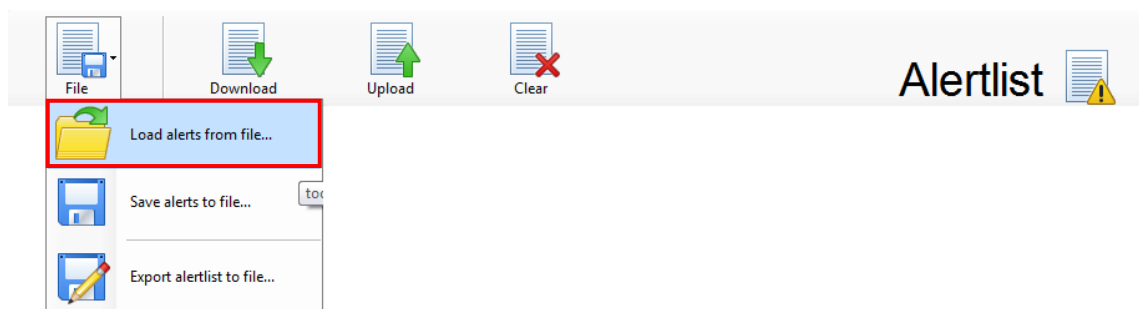 File
Download
Upload
Clear
Alertlist
Load alerts from file...
Save alerts to file...
Export alertlist to file...